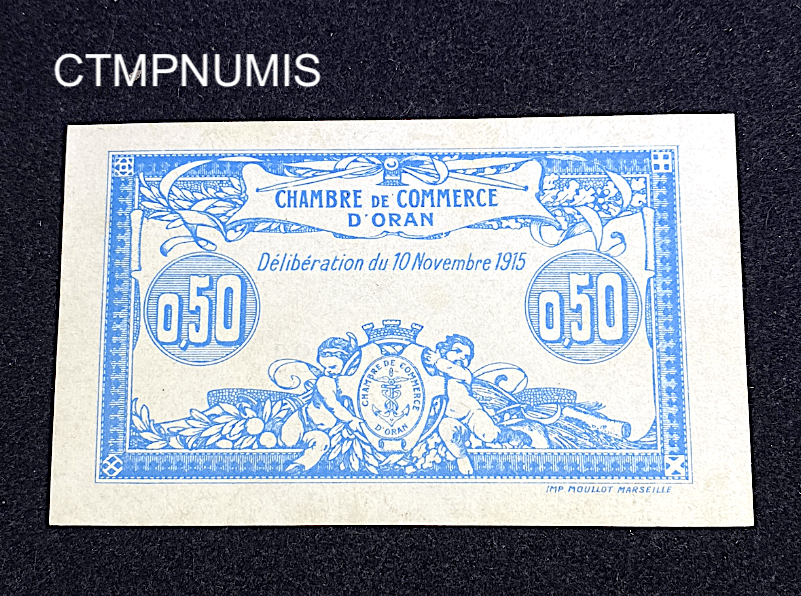 CTMPNUMIS
CHAMBRE DE COMMERCE
D'ORAN
Délibération du 10 Novembre 1915
0,50 0,50
CHAMBRE DE COMMERCE
D'ORAN
IMP. MOULLOT MARSEILLE